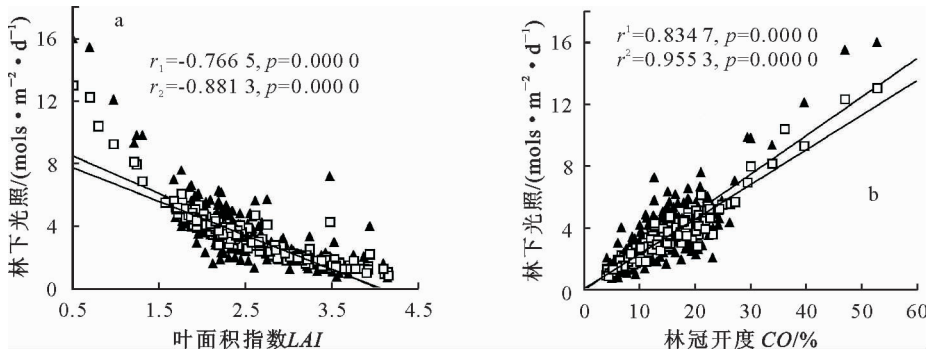 a
r₁=-0.766 5, p=0.000 0
r₂=-0.881 3, p=0.000 0
林下光照/(mols·m⁻²·d⁻¹)
16
12
8
4
0
0.5 1.5 2.5 3.5 4.5
叶面积指数LAI
r¹=0.834 7, p=0.000 0
r²=0.955 3, p=0.000 0
b
林下光照/(mols·m⁻²·d⁻¹)
16
12
8
4
0
0 10 20 30 40 50 60
林冠开度 CO/%